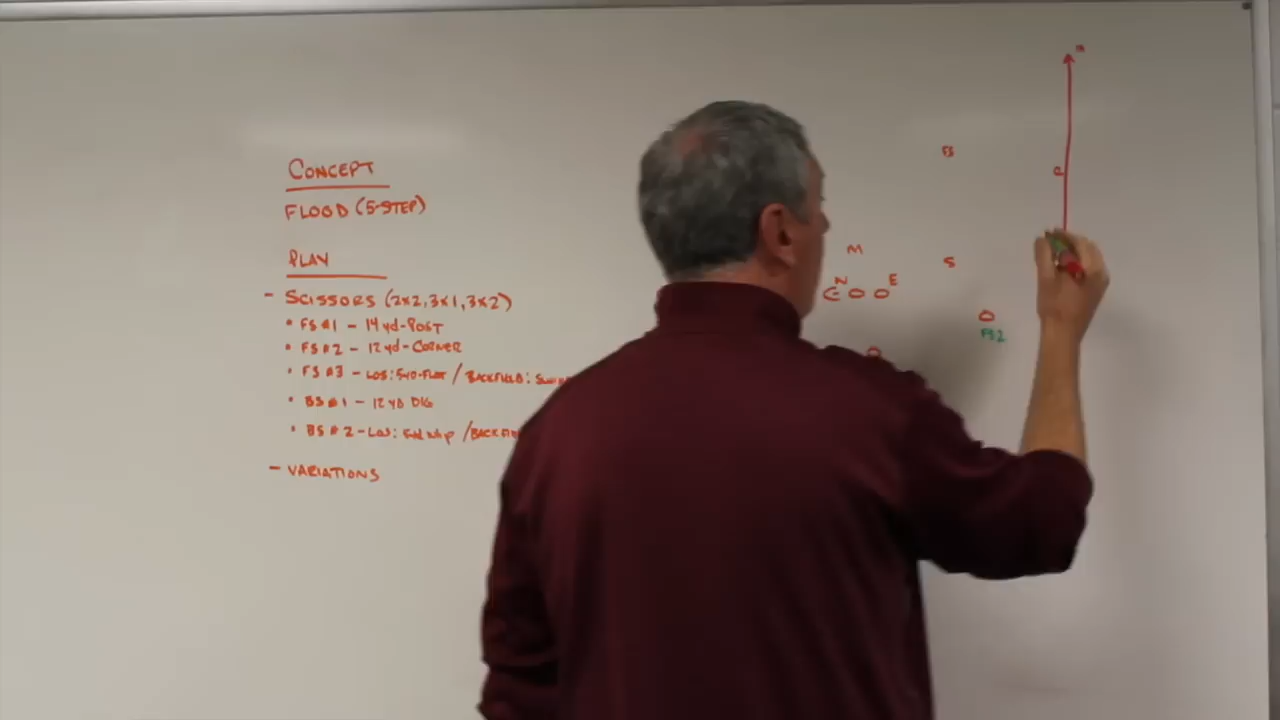 CONCEPT
FLOOD (5-STEP)
PLAY
- SCISSORS (2x2, 3x1, 3x2)
• FS #1 - 14 yd-POST
• FS #2 - 12 yd-CORNER
• FS #3 - LOS: 5yd-FLAT / BACKFIELD:
• BS #1 - 12 yd DIG
• BS #2 - LOS: /
- VARIATIONS
FS
M
S
N
E
FS2